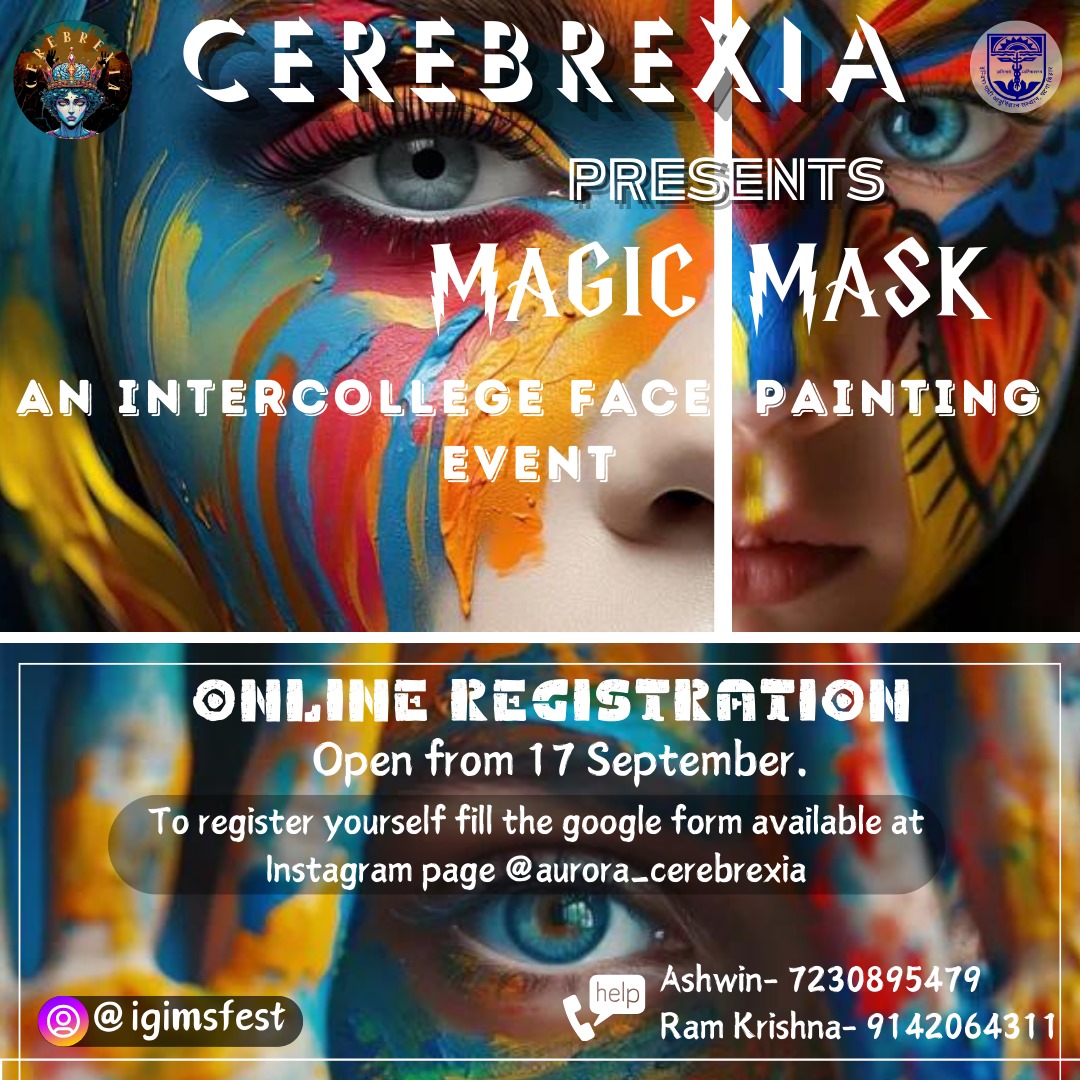 CEREBREXIA
CEREBREXIA
PRESENTS
MAGIC MASK
AN INTERCOLLEGE FACE PAINTING
EVENT
ONLINE REGISTRATION
Open from 17 September.
To register yourself fill the google form available at
Instagram page @aurora_cerebrexia
@igimsfest
help
Ashwin- 7230895479
Ram Krishna- 9142064311